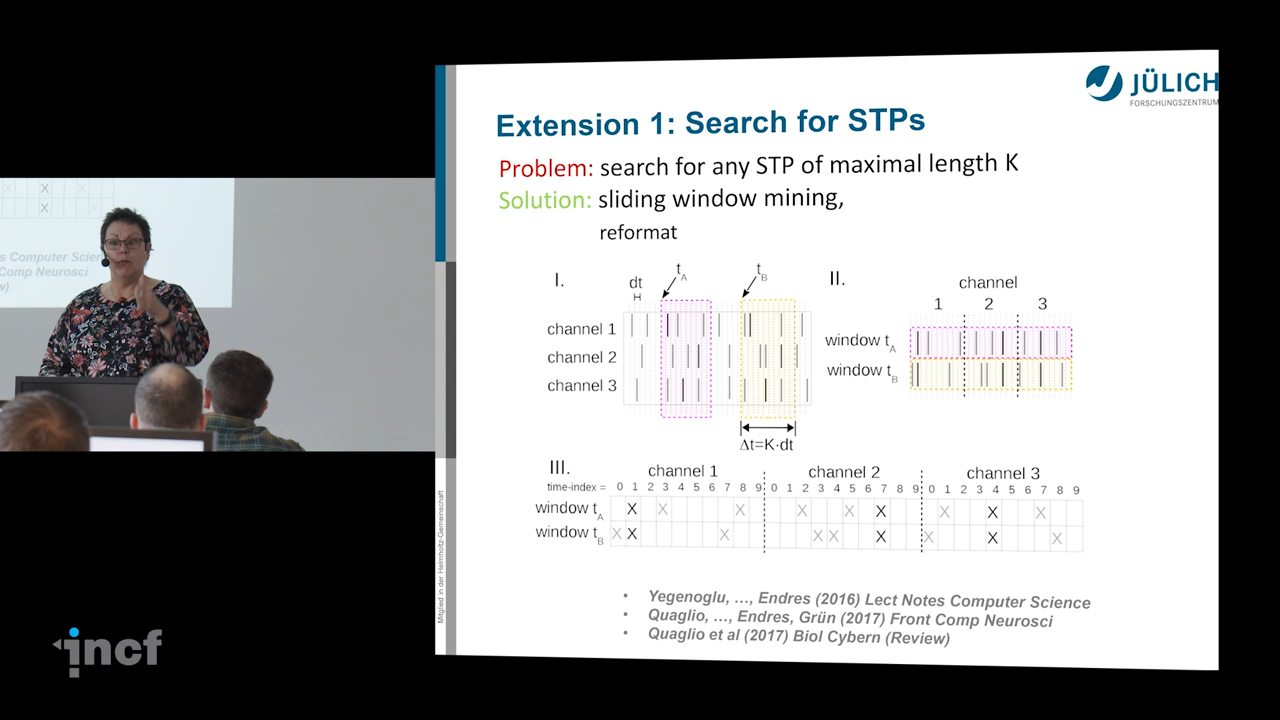 JÜLICH
FORSCHUNGSZENTRUM
Extension 1: Search for STPs
Problem: search for any STP of maximal length K
Solution: sliding window mining,
reformat
I.
dt
tA
tB
channel 1
channel 2
channel 3
Δt=K·dt
II.
channel
1 2 3
window tA
window tB
III.
channel 1 channel 2 channel 3
time-index = 0 1 2 3 4 5 6 7 8 9 0 1 2 3 4 5 6 7 8 9 0 1 2 3 4 5 6 7 8 9
window tA X X X X X X X X X
window tB X X X X X X X X X
• Yegenoglu, ..., Endres (2016) Lect Notes Computer Science
• Quaglio, ..., Endres, Grün (2017) Front Comp Neurosci
• Quaglio et al (2017) Biol Cybern (Review)
Mitglied in der Helmholtz-Gemeinschaft
X
X
s Computer Scien
Comp Neurosci
w)
incf